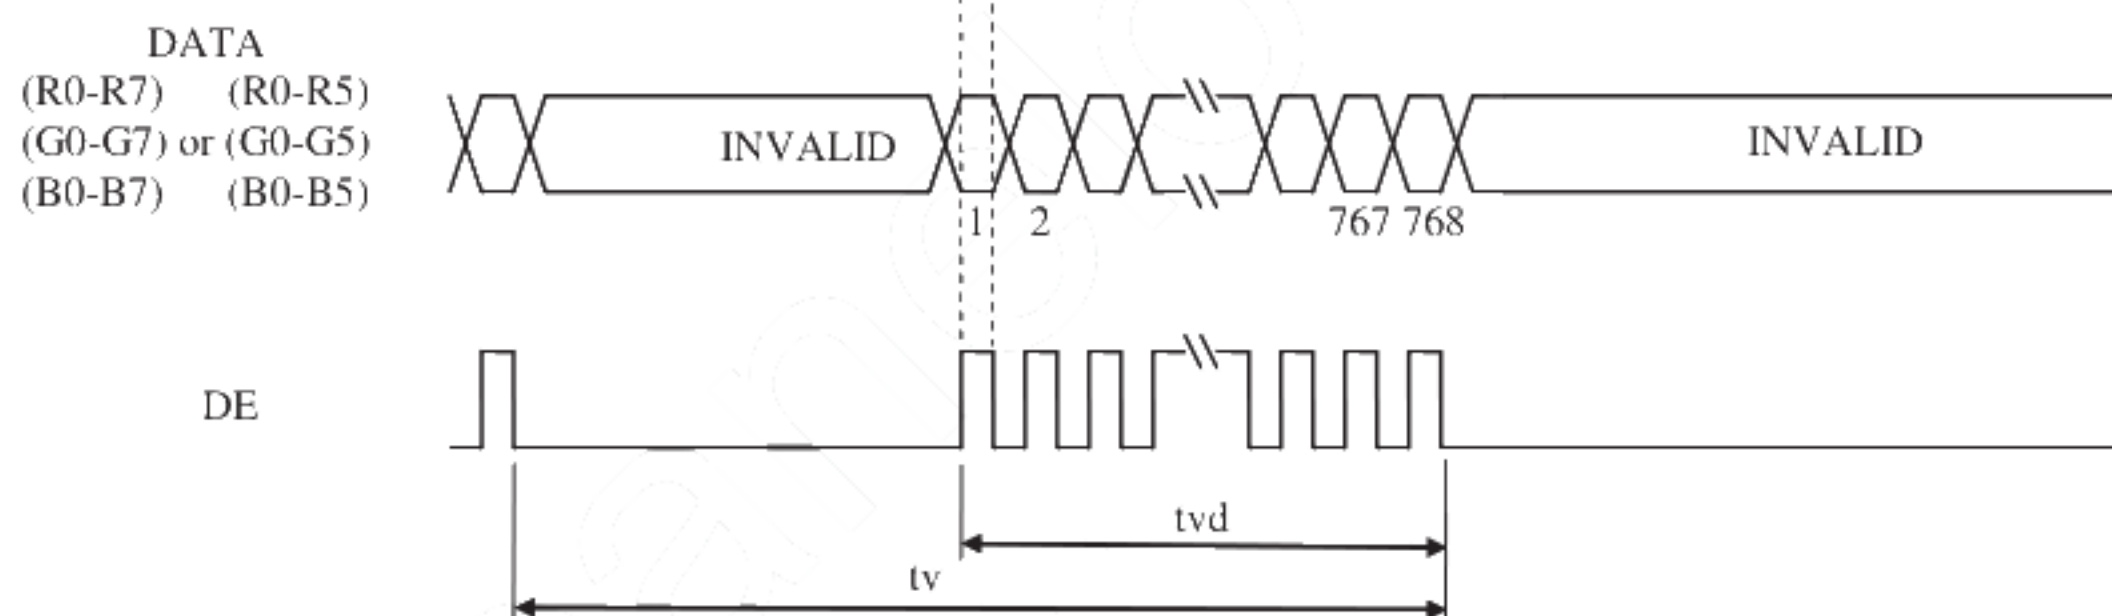 DATA
(R0-R7) (R0-R5)
(G0-G7) or (G0-G5)
(B0-B7) (B0-B5)
INVALID
INVALID
1 2 767 768
DE
tvd
tv